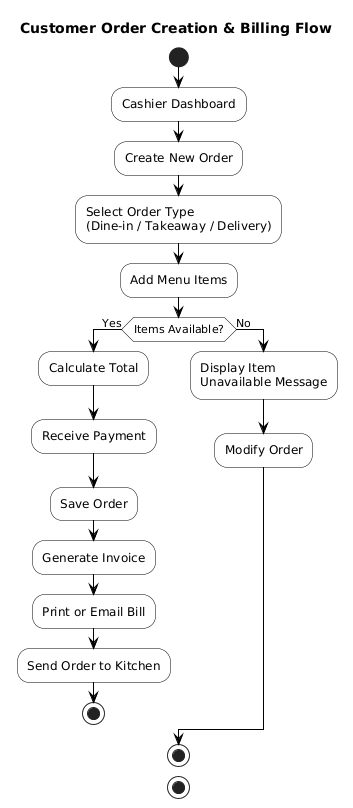 Customer Order Creation & Billing Flow
Cashier Dashboard
Create New Order
Select Order Type
(Dine-in / Takeaway / Delivery)
Add Menu Items
Items Available?
Yes
No
Calculate Total
Display Item
Unavailable Message
Receive Payment
Modify Order
Save Order
Generate Invoice
Print or Email Bill
Send Order to Kitchen